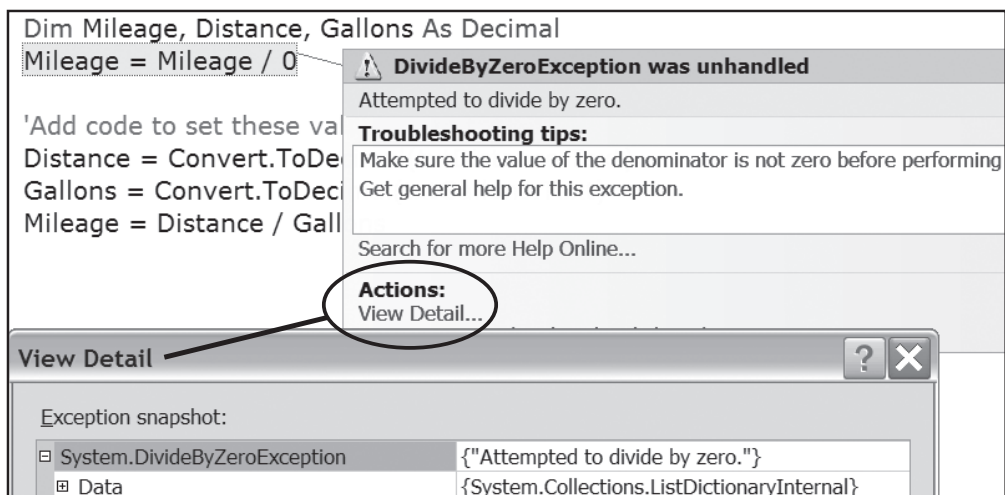 Dim Mileage, Distance, Gallons As Decimal
Mileage = Mileage / 0
DivideByZeroException was unhandled
Attempted to divide by zero.
'Add code to set these val
Troubleshooting tips:
Distance = Convert.ToDe
Make sure the value of the denominator is not zero before performing
Gallons = Convert.ToDeci
Get general help for this exception.
Mileage = Distance / Gall
Search for more Help Online...
Actions:
View Detail...
View Detail
?
Exception snapshot:
System.DivideByZeroException {"Attempted to divide by zero."}
Data {System.Collections.ListDictionaryInternal}